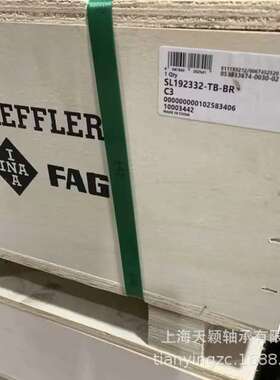 EFFLER
INA
FAG
1 Qty
SL192332-TB-BR
C3
0000000000102583406
10003442
MADE IN CHINA
上海天颖轴承有限
tianyingzc.1688.